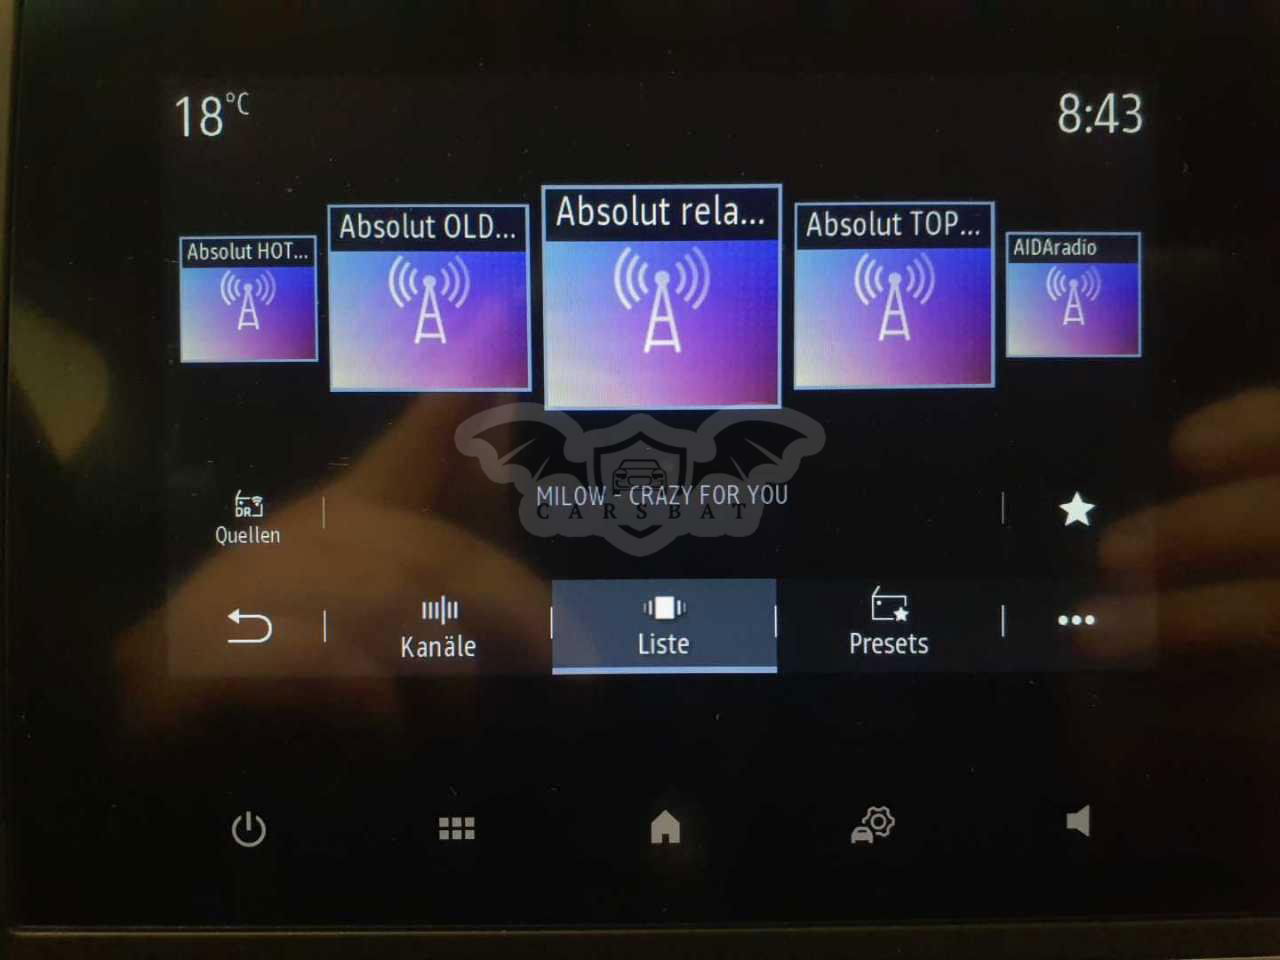 18°C
8:43
Absolut HOT...
Absolut OLD...
Absolut rela...
Absolut TOP...
AIDAradio
DR
Quellen
MILOW - CRAZY FOR YOU
CARSBAT
Kanäle
Liste
Presets